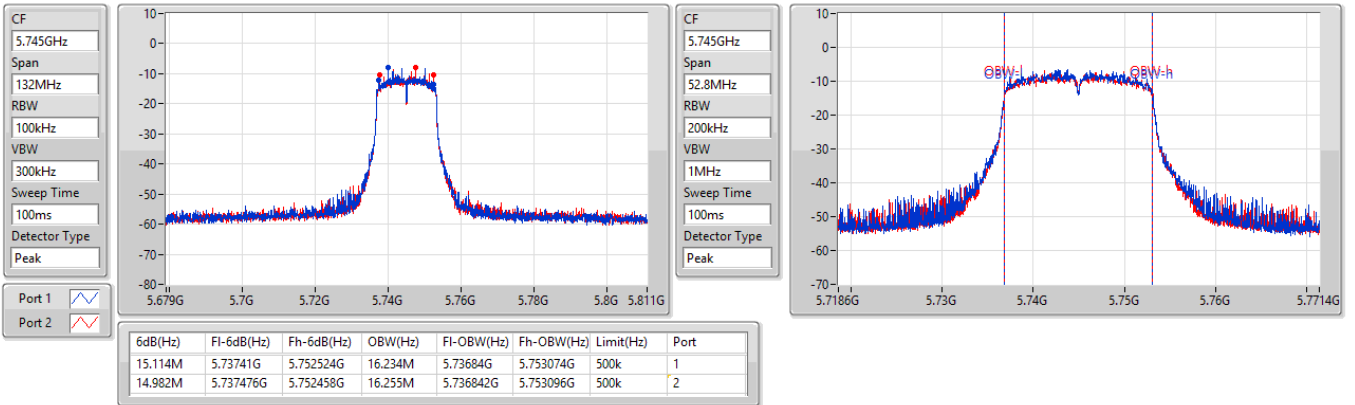 CF
5.745GHz
Span
132MHz
RBW
100kHz
VBW
300kHz
Sweep Time
100ms
Detector Type
Peak
Port 1
Port 2
10
0
-10
-20
-30
-40
-50
-60
-70
-80
5.679G 5.7G 5.72G 5.74G 5.76G 5.78G 5.8G 5.811G
CF
5.745GHz
Span
52.8MHz
RBW
200kHz
VBW
1MHz
Sweep Time
100ms
Detector Type
Peak
10
0
-10
-20
-30
-40
-50
-60
-70
OBW-l OBW-h
5.7186G 5.73G 5.74G 5.75G 5.76G 5.7714G
6dB(Hz) Fl-6dB(Hz) Fh-6dB(Hz) OBW(Hz) Fl-OBW(Hz) Fh-OBW(Hz) Limit(Hz) Port
15.114M 5.73741G 5.752524G 16.234M 5.73684G 5.753074G 500k 1
14.982M 5.737476G 5.752458G 16.255M 5.736842G 5.753096G 500k 2